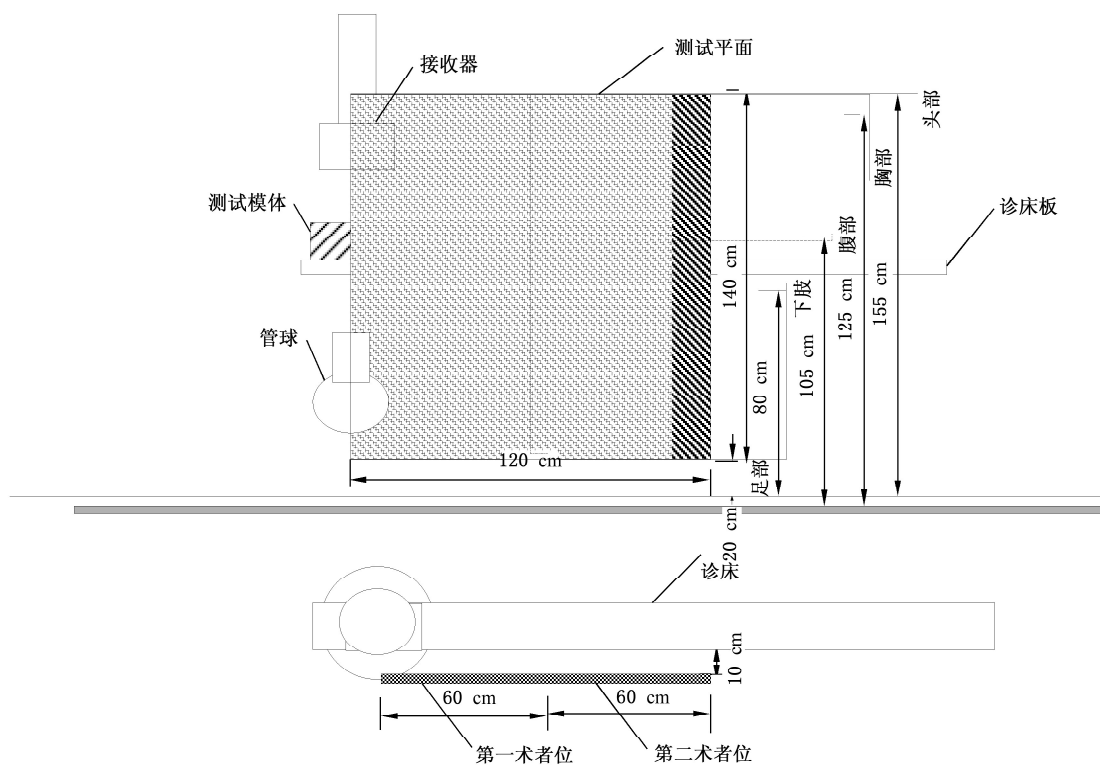 测试平面
接收器
头部
胸部
测试模体
诊床板
腹部
140 cm
下肢
125 cm
155 cm
管球
105 cm
80 cm
120 cm
足部
20 cm
诊床
10 cm
60 cm
60 cm
第一术者位
第二术者位